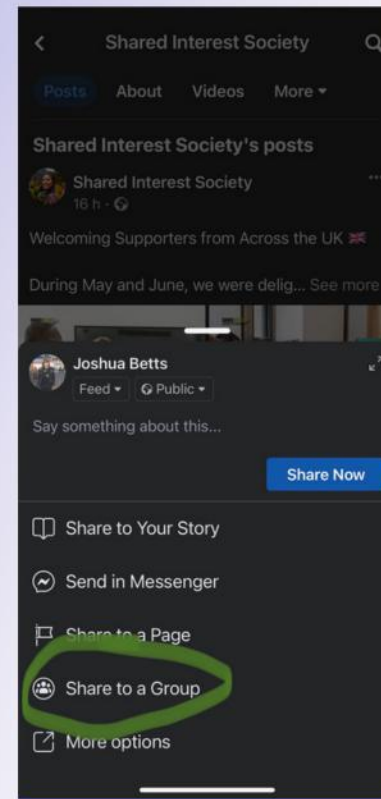 Shared Interest Society
Posts About Videos More
Shared Interest Society's posts
Shared Interest Society
16 h ·
Welcoming Supporters from Across the UK 🇬🇧
During May and June, we were delig... See more
Joshua Betts
Feed Public
Say something about this...
Share Now
Share to Your Story
Send in Messenger
Share to a Page
Share to a Group
More options